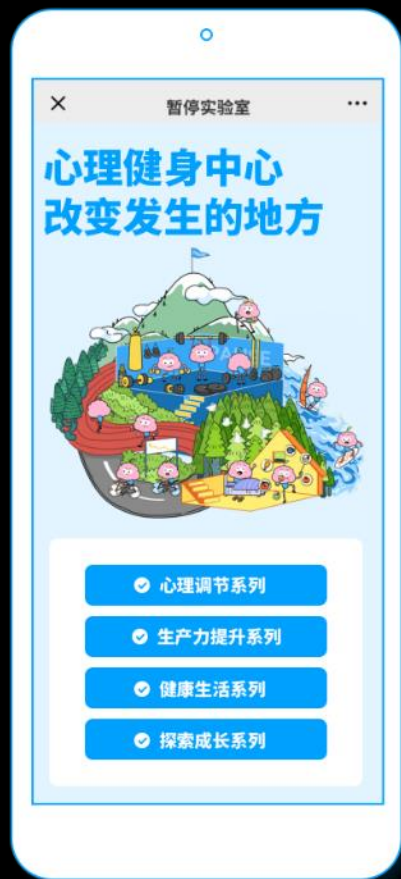 暂停实验室
心理健身中心
改变发生的地方
心理调节系列
生产力提升系列
健康生活系列
探索成长系列